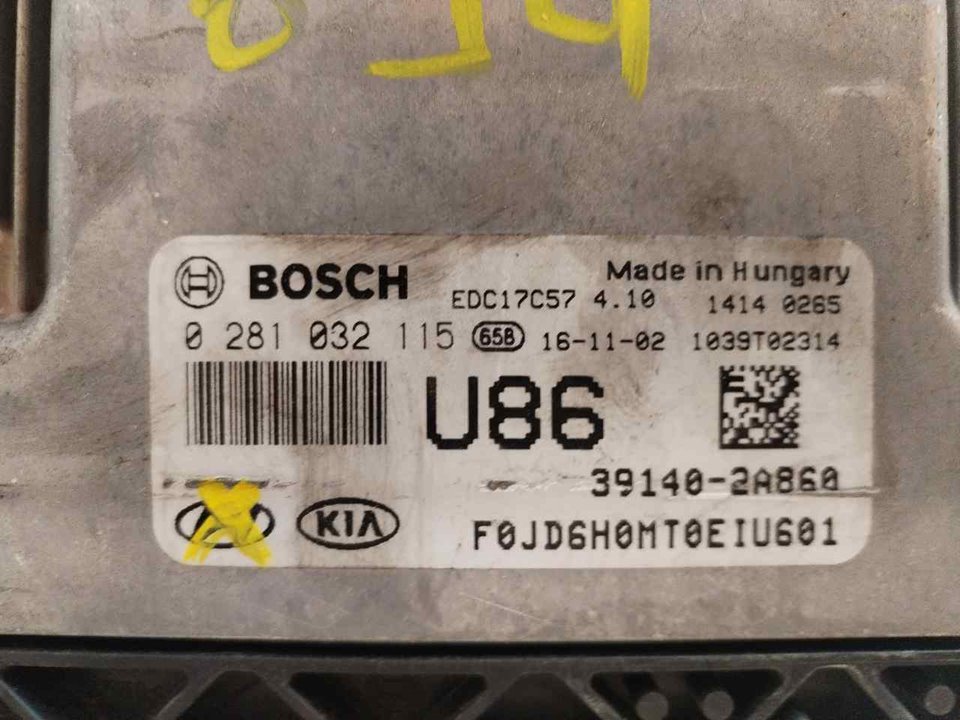 BOSCH
Made in Hungary
EDC17C57 4.10 1414 0265
0 281 032 115 65B 16-11-02 1039T02314
U86
39140-2A860
KIA F0JD6H0MT0EIU601